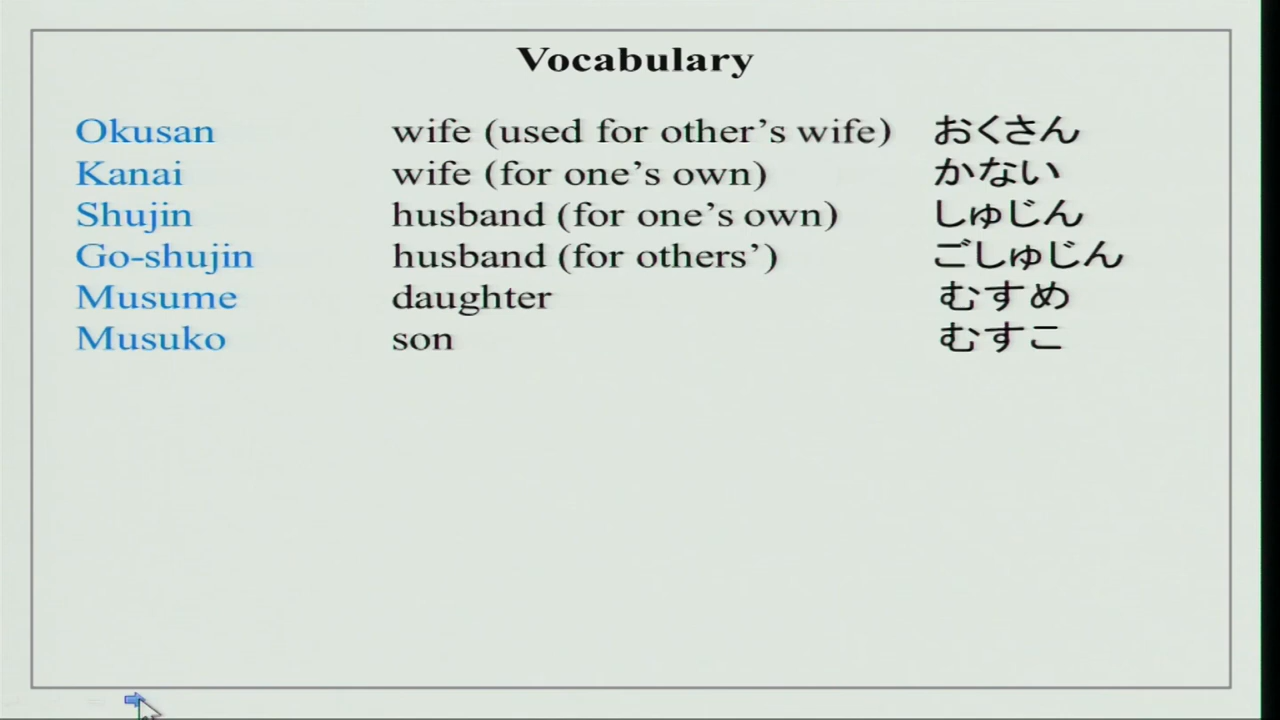 Vocabulary
Okusan wife (used for other's wife) おくさん
Kanai wife (for one's own) かない
Shujin husband (for one's own) しゅじん
Go-shujin husband (for others') ごしゅじん
Musume daughter むすめ
Musuko son むすこ